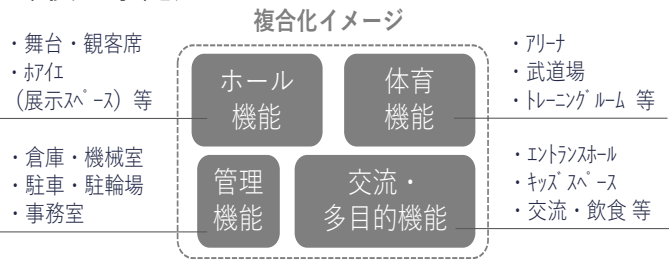 複合化イメージ
・舞台・観客席
・ﾎﾜｲｴ
(展示ｽﾍﾟｰｽ) 等
ホール
機能
体育
機能
・ｱﾘｰﾅ
・武道場
・ﾄﾚｰﾆﾝｸﾞﾙｰﾑ 等
・倉庫・機械室
・駐車・駐輪場
・事務室
管理
機能
交流・
多目的機能
・ｴﾝﾄﾗﾝｽﾎｰﾙ
・ｷｯｽﾞｽﾍﾟｰｽ
・交流・飲食 等